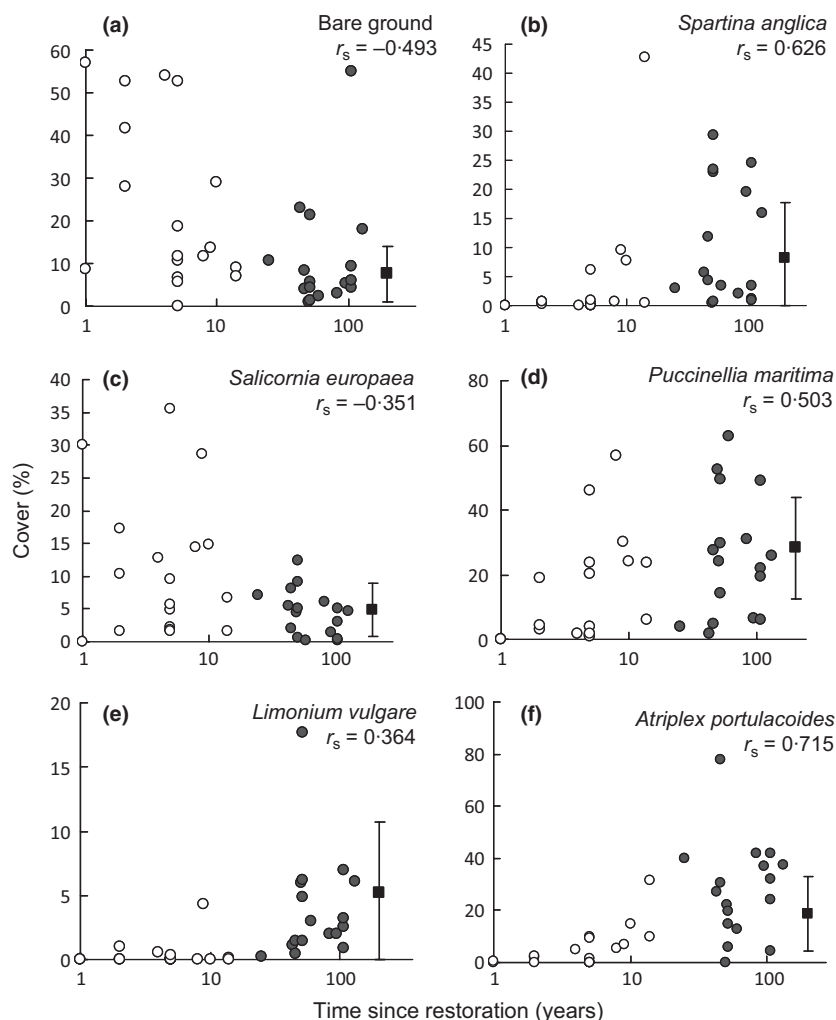 (a) Bare ground
rs = –0·493
60
50
40
30
20
10
0
1 10 100
(b) Spartina anglica
rs = 0·626
45
40
35
30
25
20
15
10
5
0
1 10 100
Cover (%)
(c) Salicornia europaea
rs = –0·351
40
35
30
25
20
15
10
5
0
1 10 100
(d) Puccinellia maritima
rs = 0·503
80
60
40
20
0
1 10 100
(e) Limonium vulgare
rs = 0·364
20
15
10
5
0
1 10 100
(f) Atriplex portulacoides
rs = 0·715
100
80
60
40
20
0
1 10 100
Time since restoration (years)